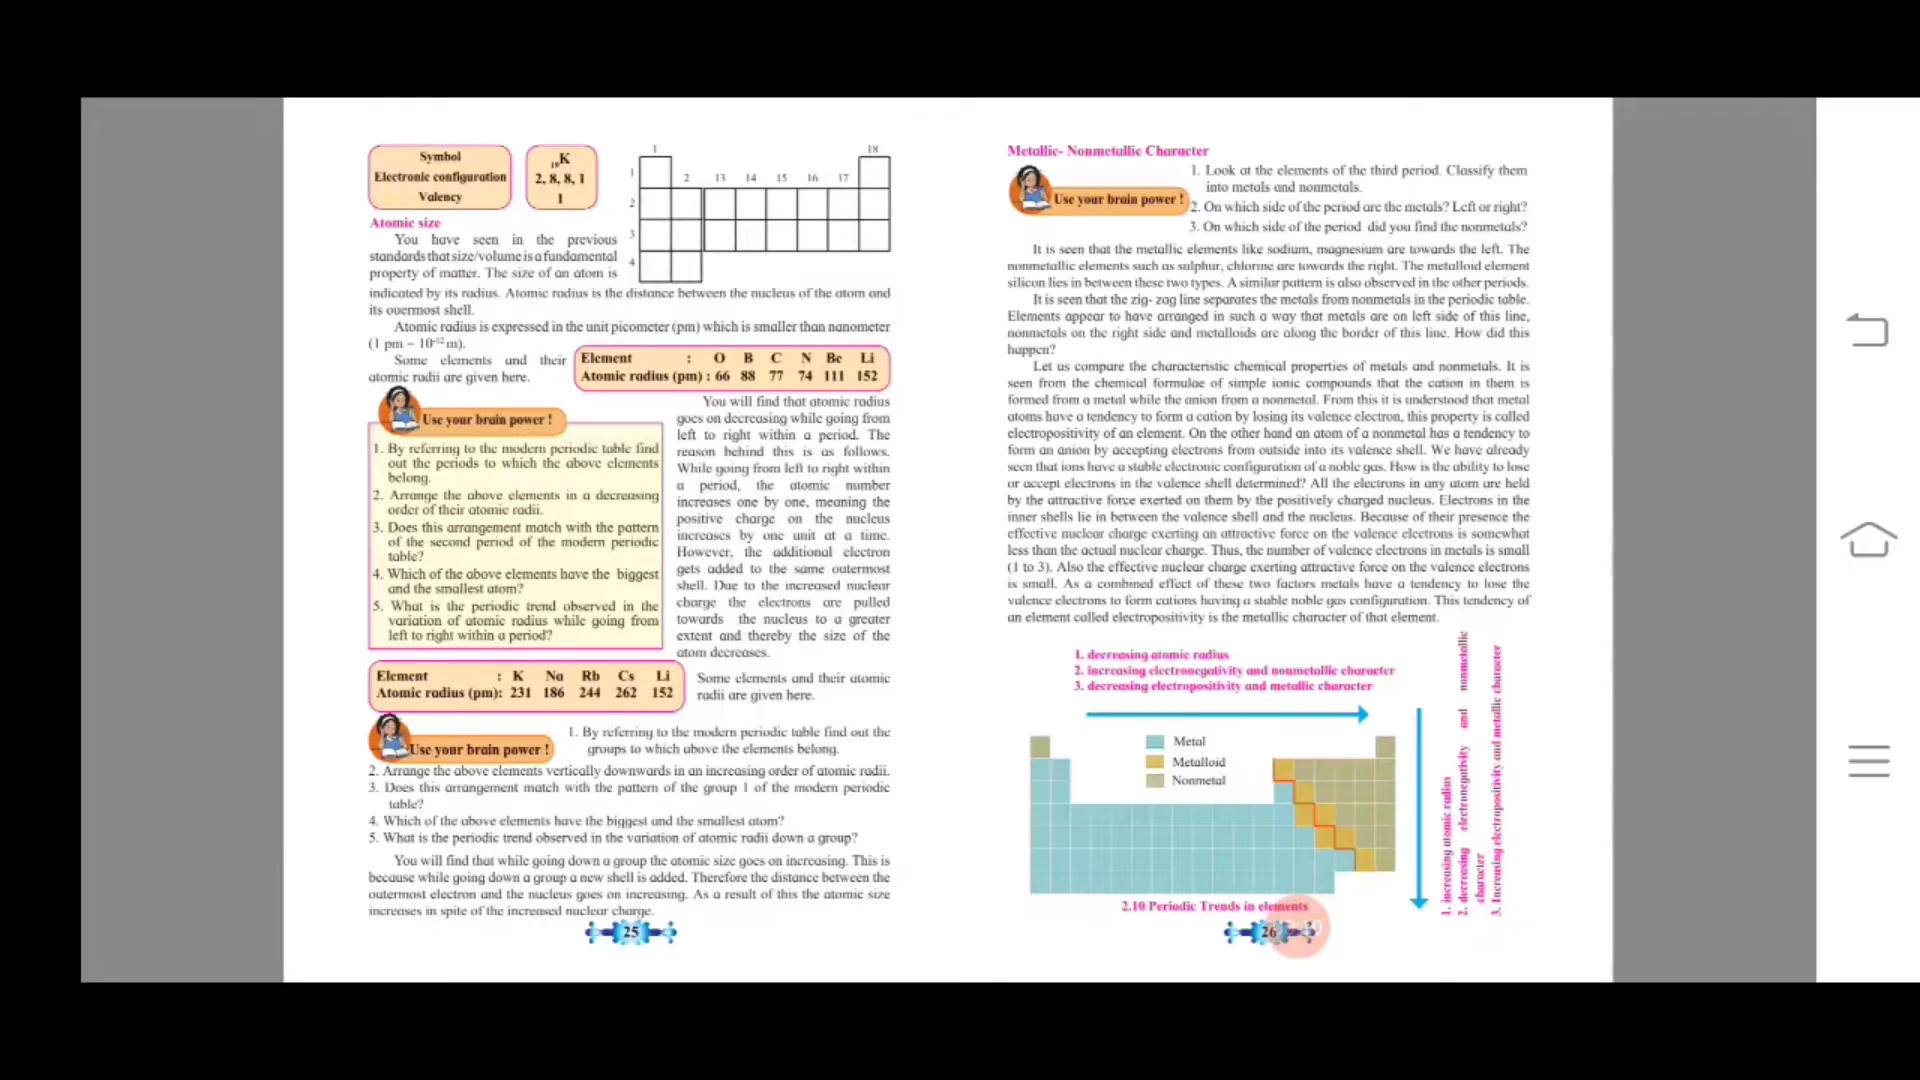 Symbol
Electronic configuration
Valency
19K
2, 8, 8, 1
1
1
18
1
2
13
14
15
16
17
2
3
4
Atomic size
You have seen in the previous
standards that size/volume is a fundamental
property of matter. The size of an atom is
indicated by its radius. Atomic radius is the distance between the nucleus of the atom and
its ouermost shell.
Atomic radius is expressed in the unit picometer (pm) which is smaller than nanometer
(1 pm = 10-12 m).
Some elements and their
atomic radii are given here.
Element : O B C N Be Li
Atomic radius (pm) : 66 88 77 74 111 152
Use your brain power !
1. By referring to the modern periodic table find
out the periods to which the above elements
belong.
2. Arrange the above elements in a decreasing
order of their atomic radii.
3. Does this arrangement match with the pattern
of the second period of the modern periodic
table?
4. Which of the above elements have the biggest
and the smallest atom?
5. What is the periodic trend observed in the
variation of atomic radius while going from
left to right within a period?
You will find that atomic radius
goes on decreasing while going from
left to right within a period. The
reason behind this is as follows.
While going from left to right within
a period, the atomic number
increases one by one, meaning the
positive charge on the nucleus
increases by one unit at a time.
However, the additional electron
gets added to the same outermost
shell. Due to the increased nuclear
charge the electrons are pulled
towards the nucleus to a greater
extent and thereby the size of the
atom decreases.
Element : K Na Rb Cs Li
Atomic radius (pm): 231 186 244 262 152
Some elements and their atomic
radii are given here.
Use your brain power !
1. By referring to the modern periodic table find out the
groups to which above the elements belong.
2. Arrange the above elements vertically downwards in an increasing order of atomic radii.
3. Does this arrangement match with the pattern of the group 1 of the modern periodic
table?
4. Which of the above elements have the biggest and the smallest atom?
5. What is the periodic trend observed in the variation of atomic radii down a group?
You will find that while going down a group the atomic size goes on increasing. This is
because while going down a group a new shell is added. Therefore the distance between the
outermost electron and the nucleus goes on increasing. As a result of this the atomic size
increases in spite of the increased nuclear charge.
25
Metallic- Nonmetallic Character
Use your brain power !
1. Look at the elements of the third period. Classify them
into metals and nonmetals.
2. On which side of the period are the metals? Left or right?
3. On which side of the period did you find the nonmetals?
It is seen that the metallic elements like sodium, magnesium are towards the left. The
nonmetallic elements such as sulphur, chlorine are towards the right. The metalloid element
silicon lies in between these two types. A similar pattern is also observed in the other periods.
It is seen that the zig- zag line separates the metals from nonmetals in the periodic table.
Elements appear to have arranged in such a way that metals are on left side of this line,
nonmetals on the right side and metalloids are along the border of this line. How did this
happen?
Let us compare the characteristic chemical properties of metals and nonmetals. It is
seen from the chemical formulae of simple ionic compounds that the cation in them is
formed from a metal while the anion from a nonmetal. From this it is understood that metal
atoms have a tendency to form a cation by losing its valence electron, this property is called
electropositivity of an element. On the other hand an atom of a nonmetal has a tendency to
form an anion by accepting electrons from outside into its valence shell. We have already
seen that ions have a stable electronic configuration of a noble gas. How is the ability to lose
or accept electrons in the valence shell determined? All the electrons in any atom are held
by the attractive force exerted on them by the positively charged nucleus. Electrons in the
inner shells lie in between the valence shell and the nucleus. Because of their presence the
effective nuclear charge exerting an attractive force on the valence electrons is somewhat
less than the actual nuclear charge. Thus, the number of valence electrons in metals is small
(1 to 3). Also the effective nuclear charge exerting attractive force on the valence electrons
is small. As a combined effect of these two factors metals have a tendency to lose the
valence electrons to form cations having a stable noble gas configuration. This tendency of
an element called electropositivity is the metallic character of that element.
1. decreasing atomic radius
2. increasing electronegativity and nonmetallic character
3. decreasing electropositivity and metallic character
Metal
Metalloid
Nonmetal
1. increasing atomic radius
2. decreasing electronegativity and nonmetollic
character
3. Increasing electropositivity and metallic character
2.10 Periodic Trends in elements
26